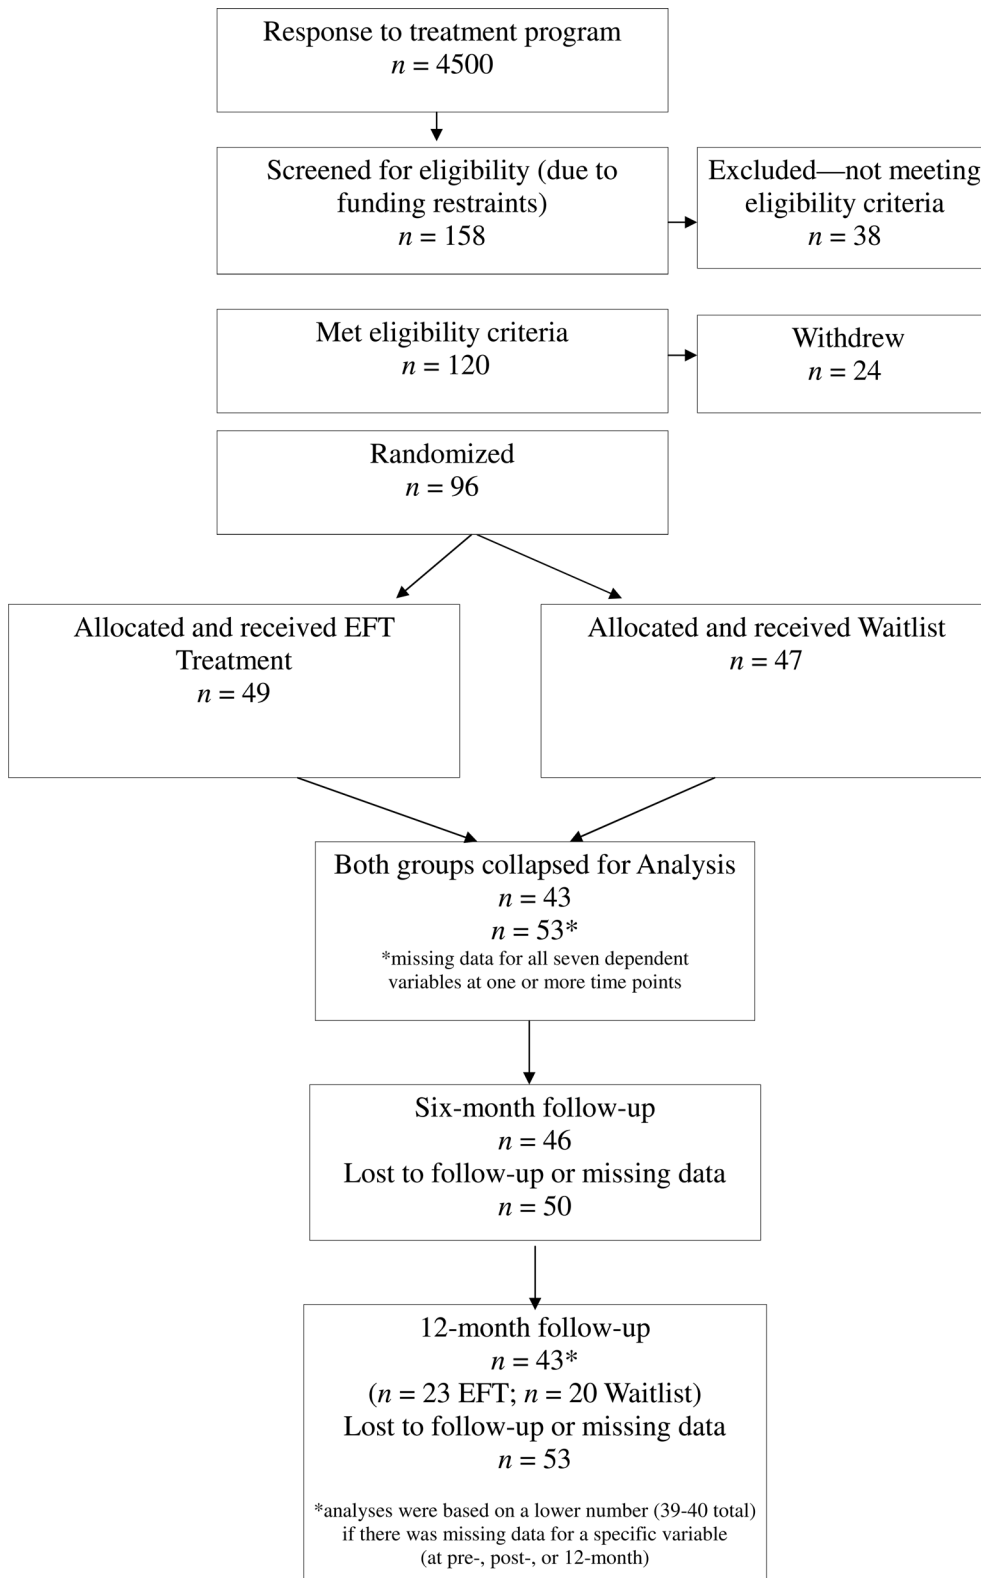 Response to treatment program
n = 4500
Screened for eligibility (due to
funding restraints)
n = 158
Excluded—not meeting
eligibility criteria
n = 38
Met eligibility criteria
n = 120
Withdrew
n = 24
Randomized
n = 96
Allocated and received EFT
Treatment
n = 49
Allocated and received Waitlist
n = 47
Both groups collapsed for Analysis
n = 43
n = 53*
*missing data for all seven dependent
variables at one or more time points
Six-month follow-up
n = 46
Lost to follow-up or missing data
n = 50
12-month follow-up
n = 43*
(n = 23 EFT; n = 20 Waitlist)
Lost to follow-up or missing data
n = 53
*analyses were based on a lower number (39-40 total)
if there was missing data for a specific variable
(at pre-, post-, or 12-month)